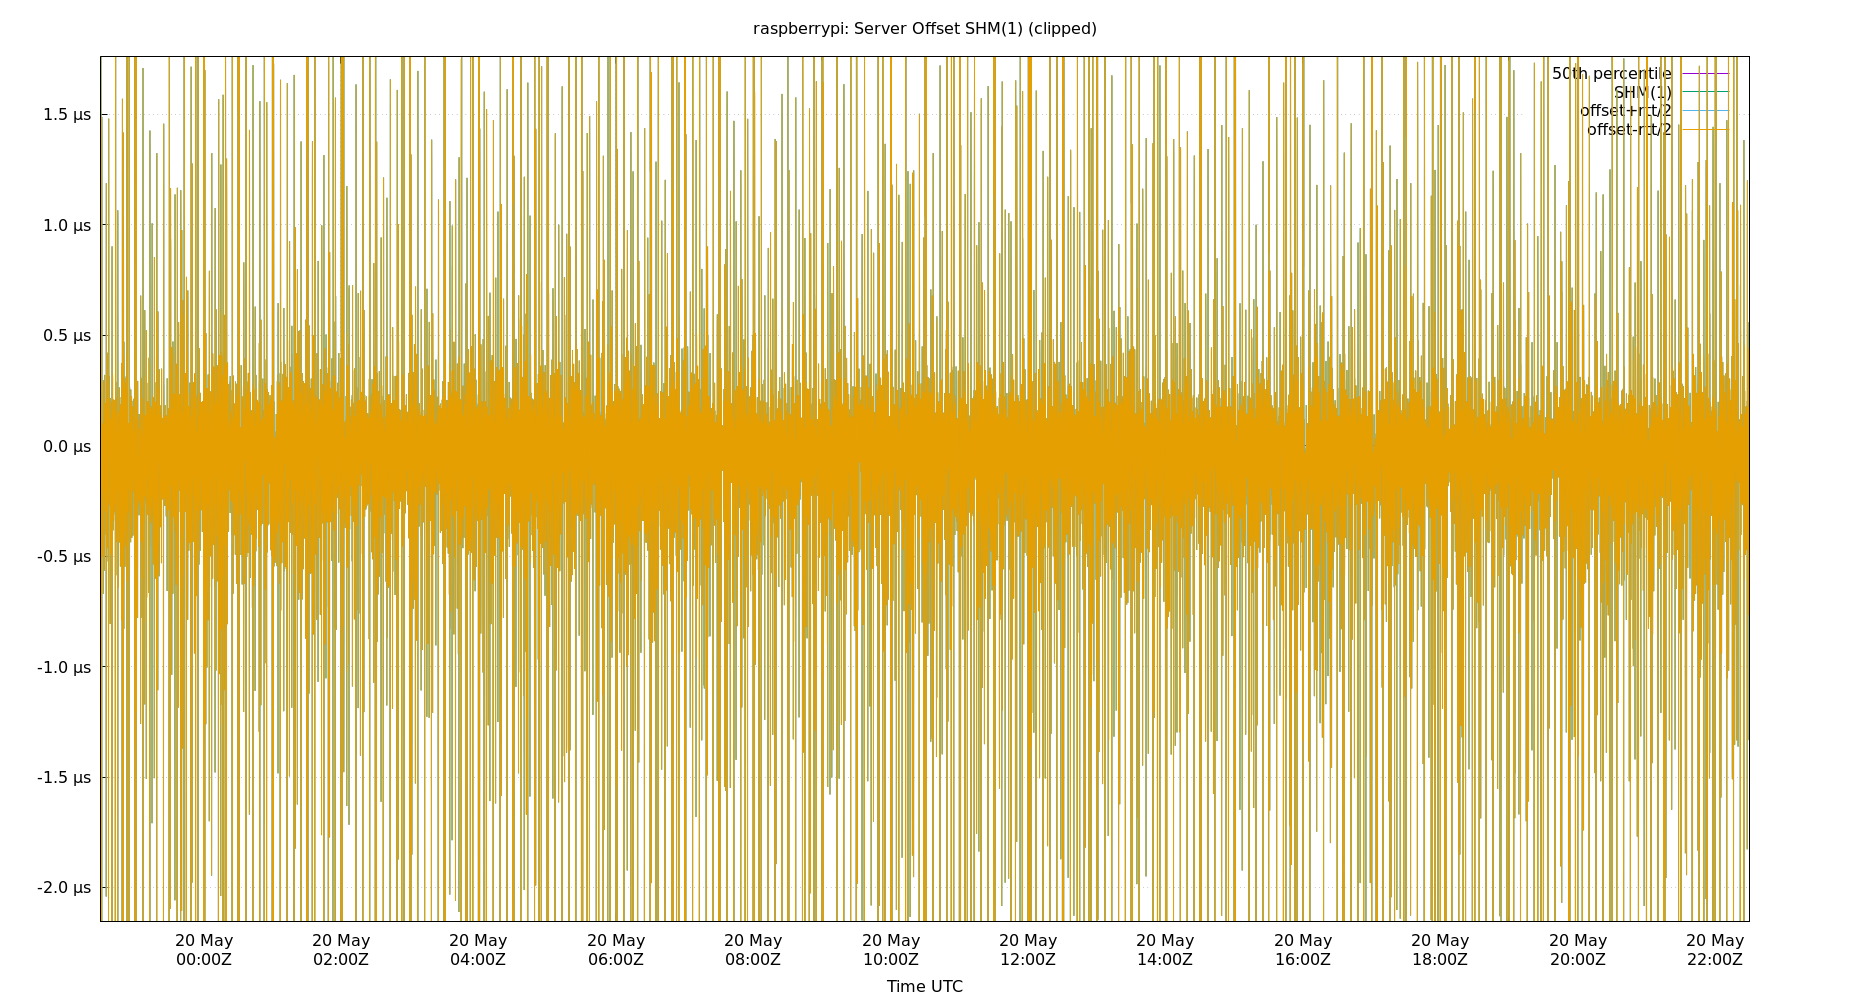 raspberrypi: Server Offset SHM(1) (clipped)
50th percentile
SHM(1)
offset+rtt/2
offset-rtt/2
1.5 µs
1.0 µs
0.5 µs
0.0 µs
-0.5 µs
-1.0 µs
-1.5 µs
-2.0 µs
20 May 20 May 20 May 20 May 20 May 20 May 20 May 20 May 20 May 20 May 20 May 20 May
00:00Z 02:00Z 04:00Z 06:00Z 08:00Z 10:00Z 12:00Z 14:00Z 16:00Z 18:00Z 20:00Z 22:00Z
Time UTC